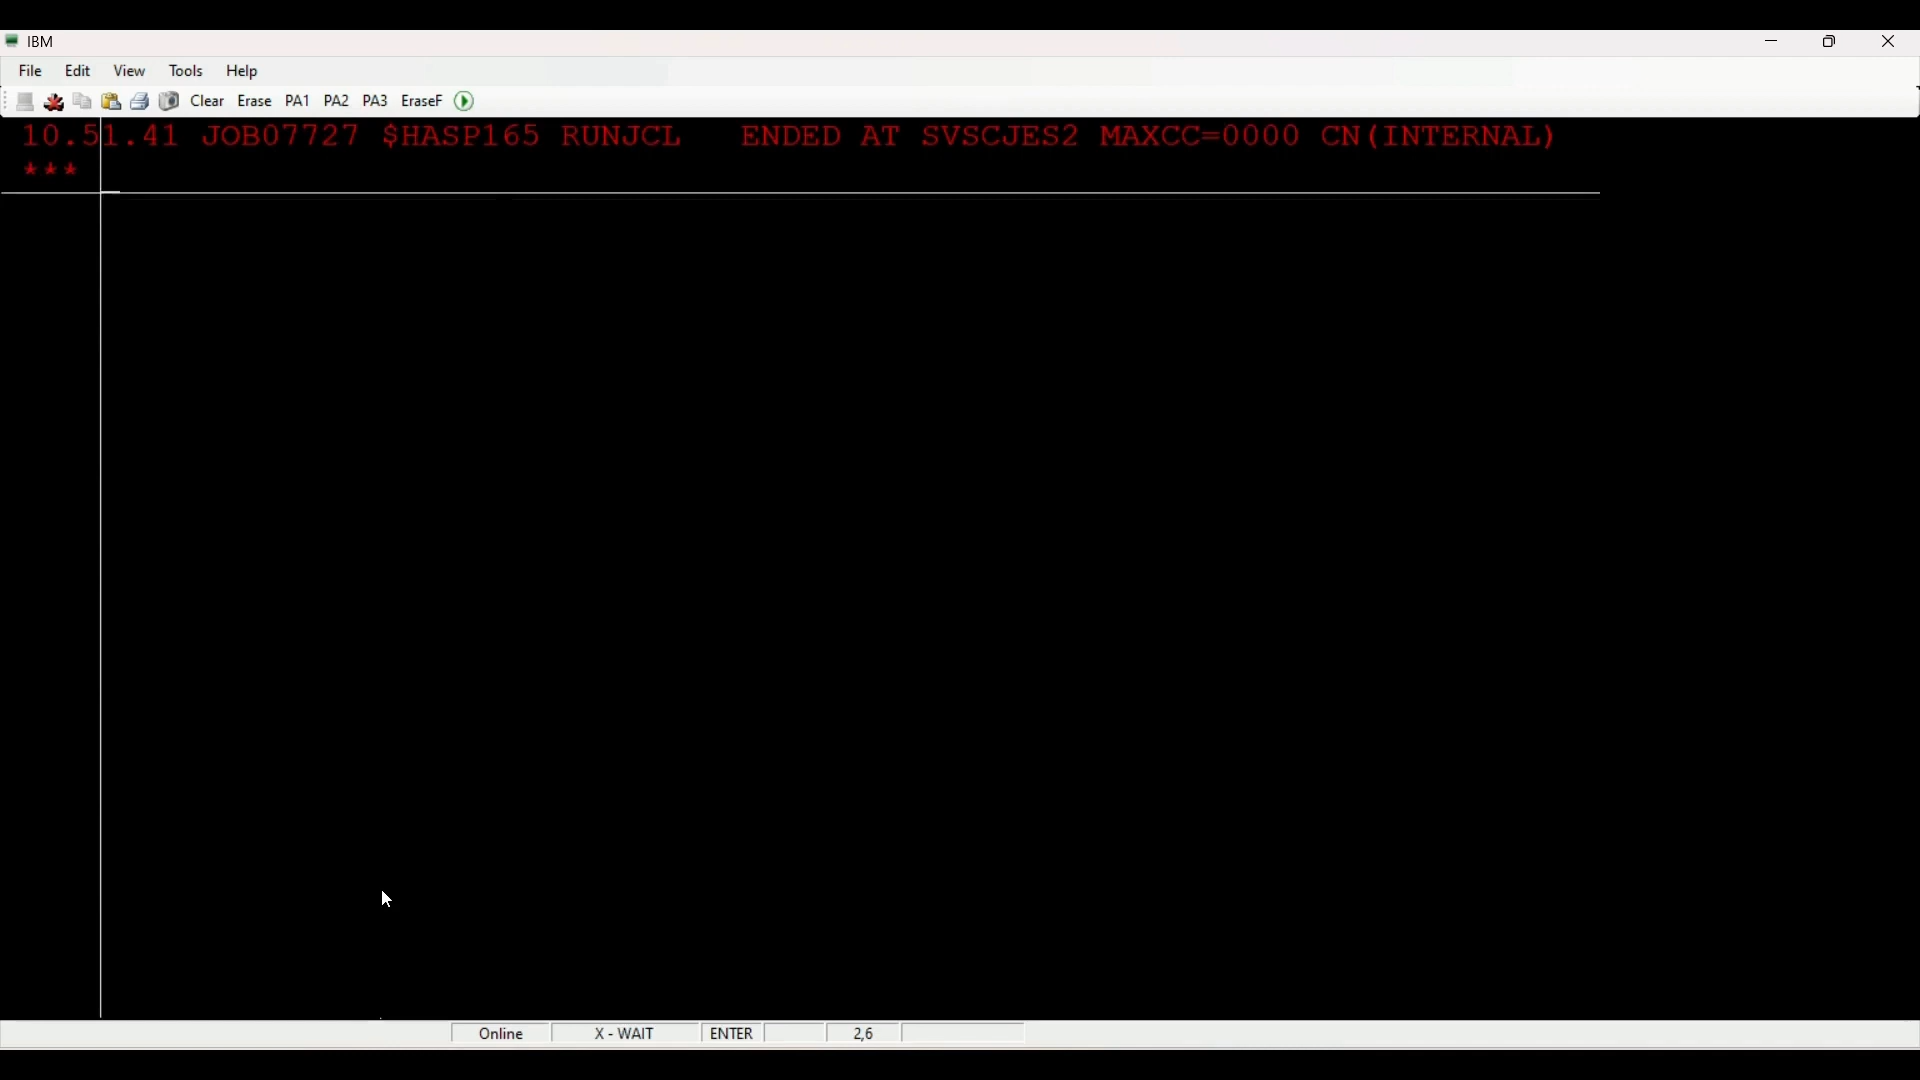 IBM
File Edit View Tools Help
Clear Erase PA1 PA2 PA3 EraseF
10.51.41 JOB07727 $HASP165 RUNJCL   ENDED AT SVSCJES2 MAXCC=0000 CN(INTERNAL)
***
Online X - WAIT ENTER 2,6